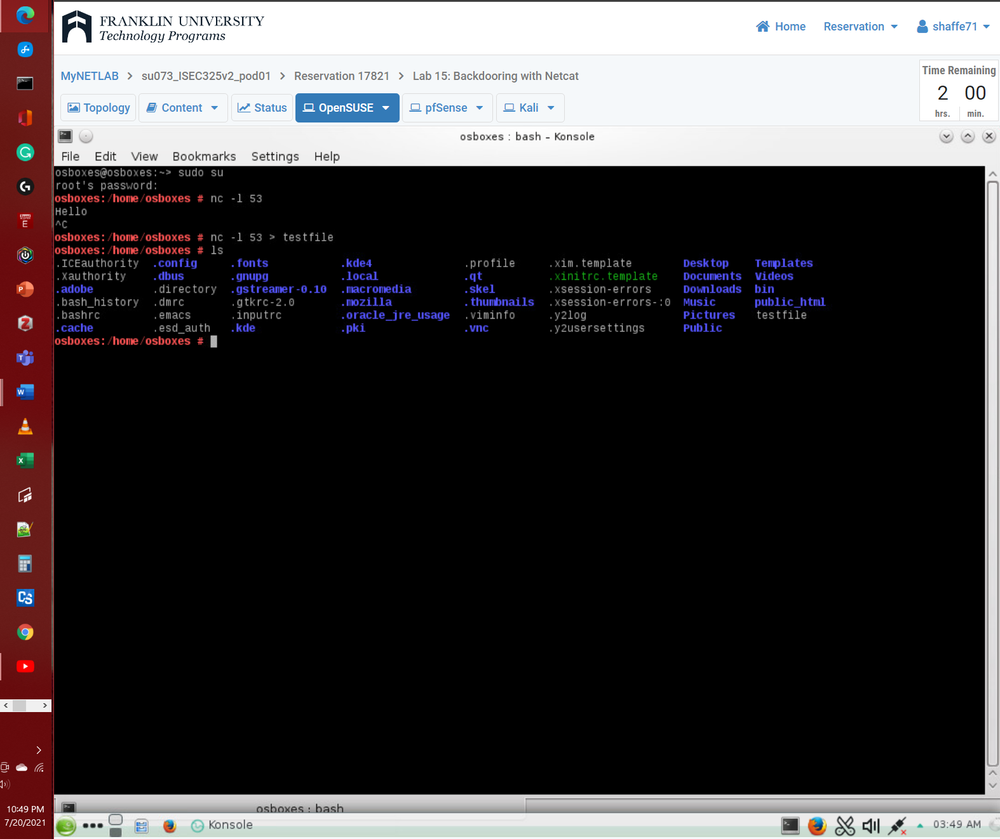 FRANKLIN UNIVERSITY
Technology Programs
Home Reservation shaffe71
MyNETLAB > su073_ISEC325v2_pod01 > Reservation 17821 > Lab 15: Backdooring with Netcat
Time Remaining
2 00
hrs. min.
Topology Content Status OpenSUSE pfSense Kali
osboxes : bash – Konsole
File Edit View Bookmarks Settings Help
osboxes@osboxes:~> sudo su
root's password:
osboxes:/home/osboxes # nc -l 53
Hello
^C
osboxes:/home/osboxes # nc -l 53 > testfile
osboxes:/home/osboxes # ls
.ICEauthority .config .fonts .kde4 .profile .xim.template Desktop Templates
.Xauthority .dbus .gnupg .local .qt .xinitrc.template Documents Videos
.adobe .directory .gstreamer-0.10 .macromedia .skel .xsession-errors Downloads bin
.bash_history .dmrc .gtkrc-2.0 .mozilla .thumbnails .xsession-errors-:0 Music public_html
.bashrc .emacs .inputrc .oracle_jre_usage .viminfo .y2log Pictures testfile
.cache .esd_auth .kde .pki .vnc .y2usersettings Public
osboxes:/home/osboxes #
osboxes : bash
Konsole
03:49 AM
10:49 PM
7/20/2021